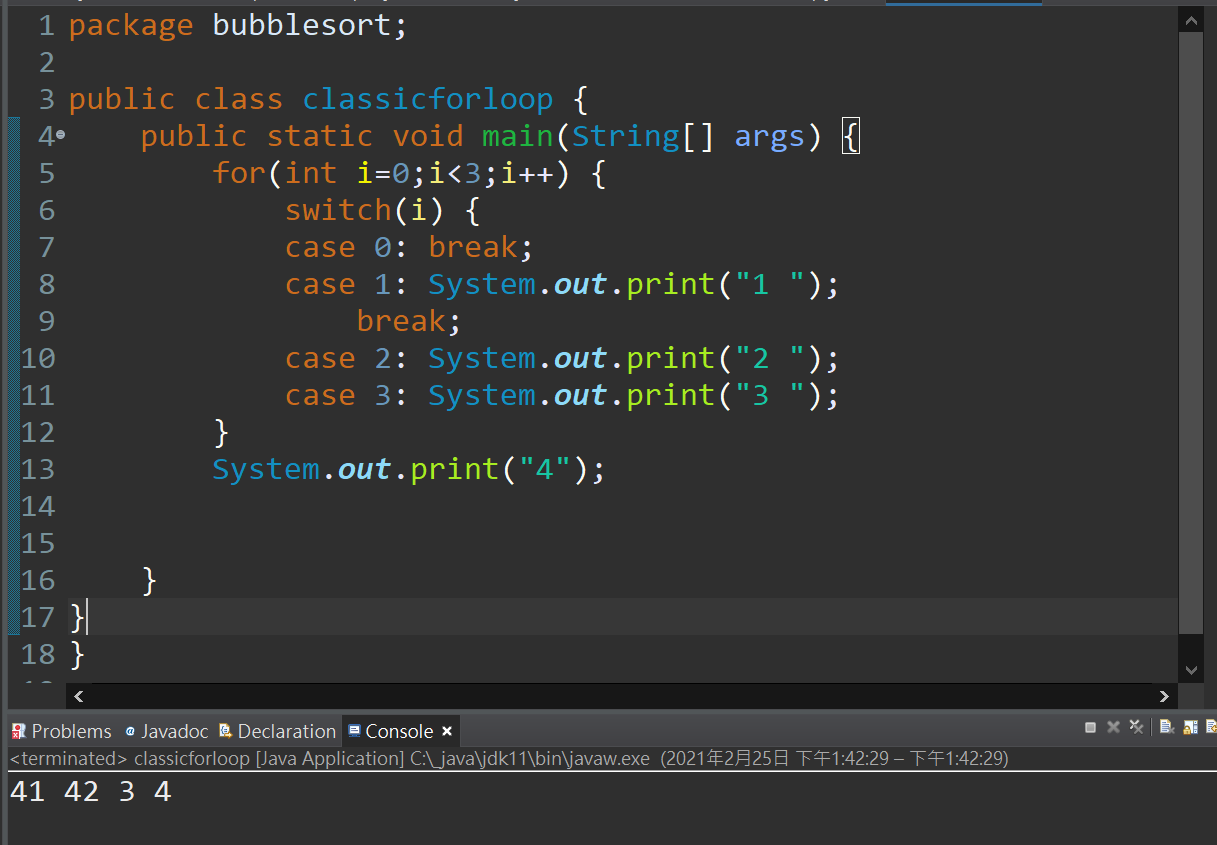 1 package bubblesort;
2
3 public class classicforloop {
4 public static void main(String[] args) {
5 for(int i=0;i<3;i++) {
6 switch(i) {
7 case 0: break;
8 case 1: System.out.print("1 ");
9 break;
10 case 2: System.out.print("2 ");
11 case 3: System.out.print("3 ");
12 }
13 System.out.print("4");
14
15
16 }
17 }
18 }
Problems Javadoc Declaration Console
<terminated> classicforloop [Java Application] C:\_java\jdk11\bin\javaw.exe (2021年2月25日 下午1:42:29 – 下午1:42:29)
41 42 3 4